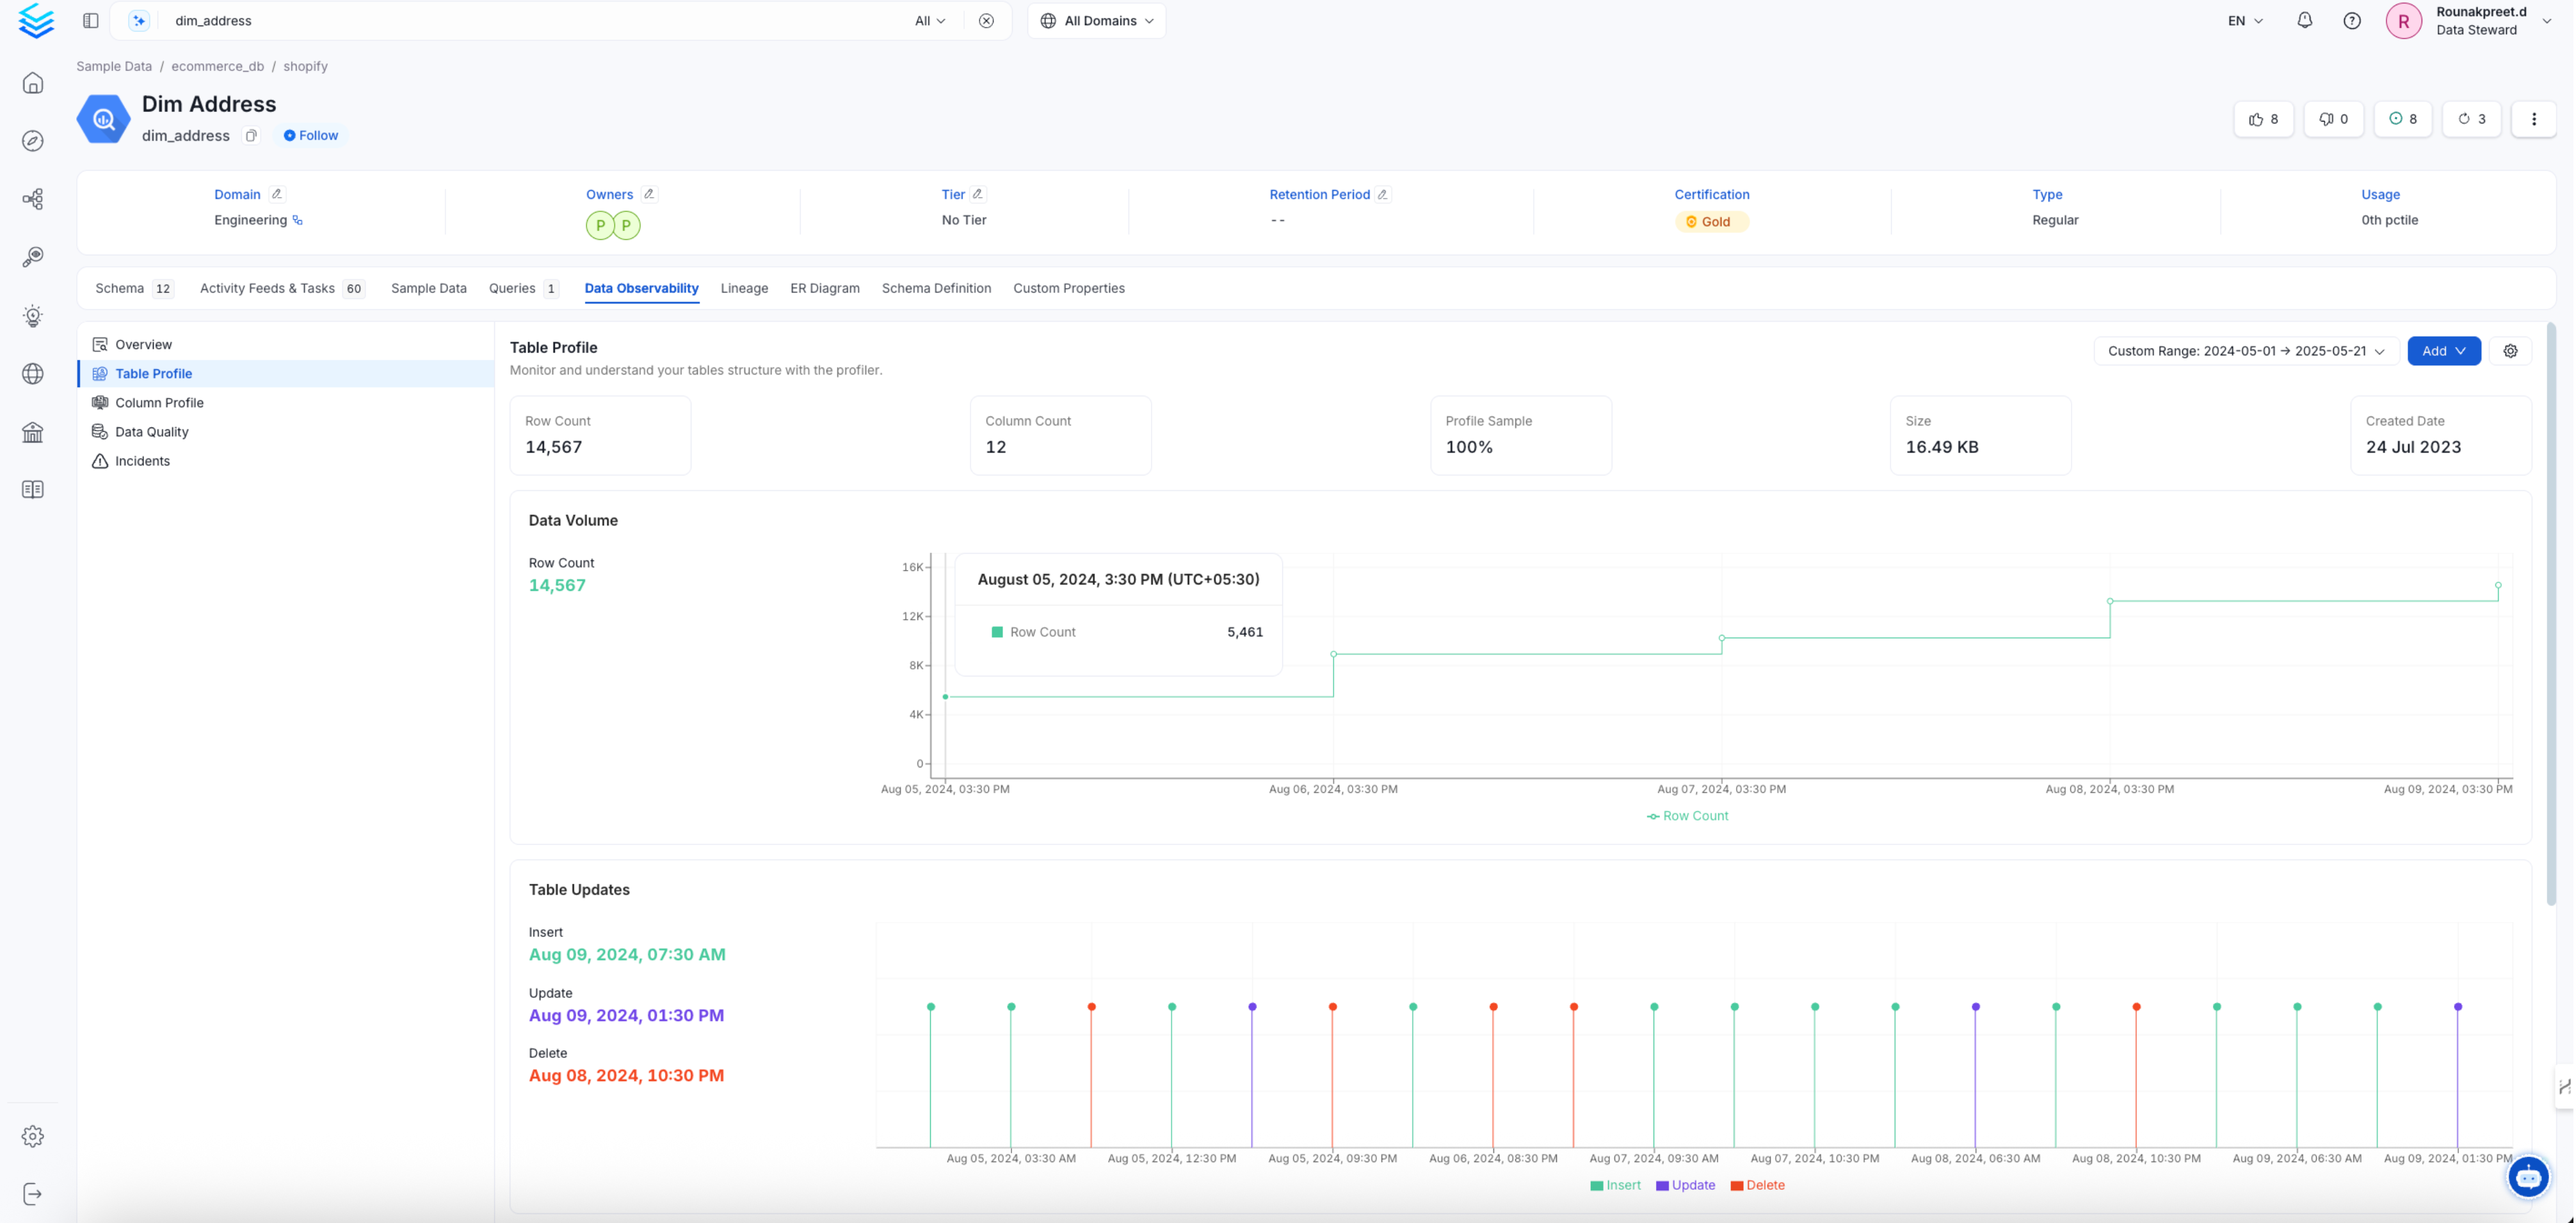 dim_address All All Domains EN Rounakpreet.d
R Data Steward
Sample Data / ecommerce_db / shopify
Dim Address
dim_address Follow
8 0 8 3
Domain Owners Tier Retention Period Certification Type Usage
Engineering P P No Tier -- Gold Regular 0th pctile
Schema 12 Activity Feeds & Tasks 60 Sample Data Queries 1 Data Observability Lineage ER Diagram Schema Definition Custom Properties
Overview
Table Profile
Column Profile
Data Quality
Incidents
Table Profile
Monitor and understand your tables structure with the profiler.
Custom Range: 2024-05-01 → 2025-05-21 Add
Row Count
14,567
Column Count
12
Profile Sample
100%
Size
16.49 KB
Created Date
24 Jul 2023
Data Volume
Row Count
14,567
16K
12K
8K
4K
0
August 05, 2024, 3:30 PM (UTC+05:30)
Row Count 5,461
Aug 05, 2024, 03:30 PM Aug 06, 2024, 03:30 PM Aug 07, 2024, 03:30 PM Aug 08, 2024, 03:30 PM Aug 09, 2024, 03:30 PM
Row Count
Table Updates
Insert
Aug 09, 2024, 07:30 AM
Update
Aug 09, 2024, 01:30 PM
Delete
Aug 08, 2024, 10:30 PM
Aug 05, 2024, 03:30 AM Aug 05, 2024, 12:30 PM Aug 05, 2024, 09:30 PM Aug 06, 2024, 08:30 PM Aug 07, 2024, 09:30 AM Aug 07, 2024, 10:30 PM Aug 08, 2024, 06:30 AM Aug 08, 2024, 10:30 PM Aug 09, 2024, 06:30 AM Aug 09, 2024, 01:30 PM
Insert Update Delete